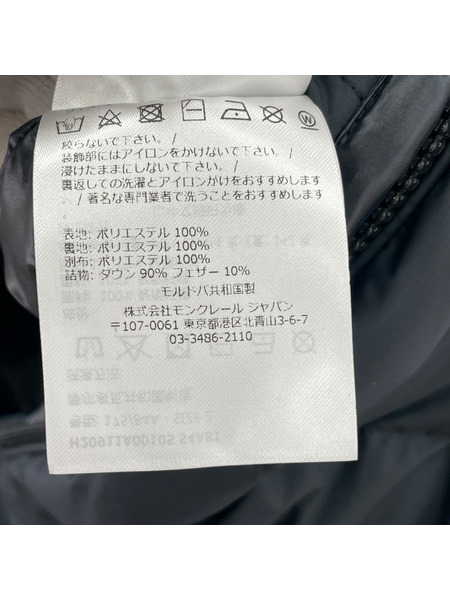 絞らないで下さい。/
装飾部にはアイロンをかけないで下さい。/
浸けたままにしないで下さい。/
裏返しての洗濯とアイロンがけをおすすめします
。/ 著名な専門業者で洗うことをおすすめします
。
表地: ポリエステル 100%
裏地: ポリエステル 100%
別布: ポリエステル 100%
詰物: ダウン 90% フェザー 10%
モルドバ共和国製
株式会社モンクレール ジャパン
〒107-0061 東京都港区北青山3-6-7
03-3486-2110
号型: 175/84A - SIZE 2
H20911A00105 54A81